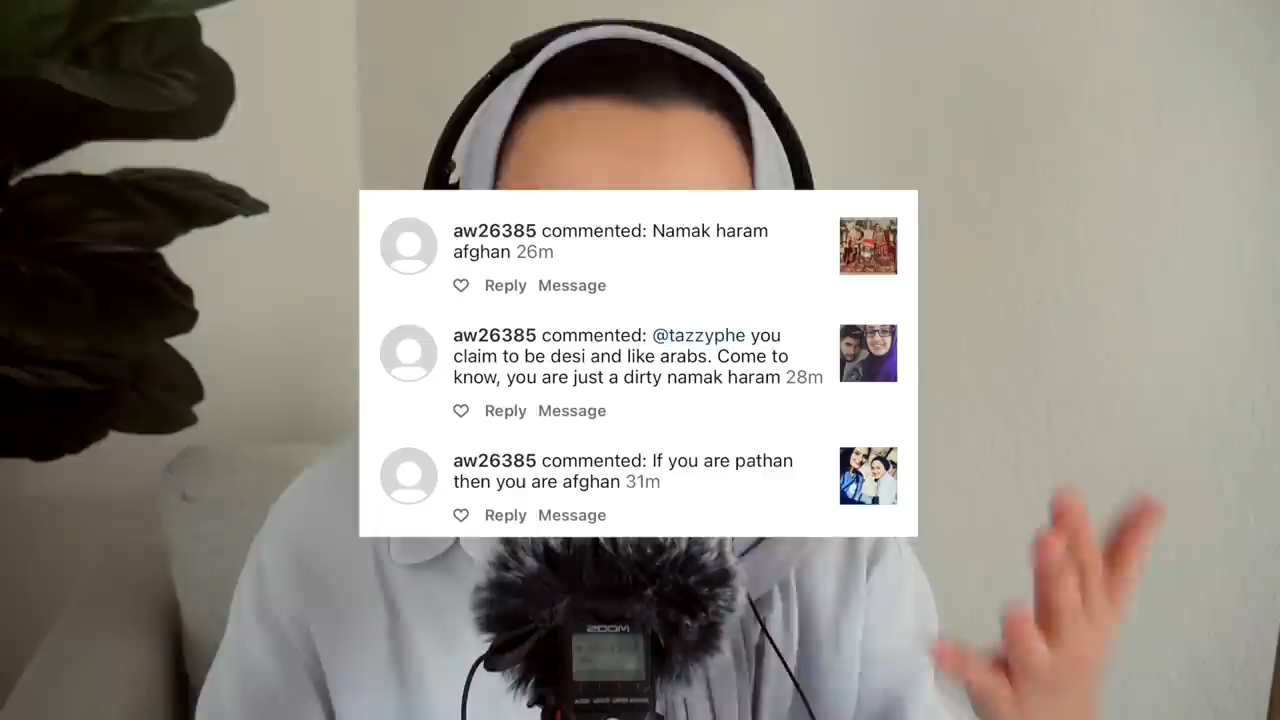 aw26385 commented: Namak haram
afghan 26m
Reply Message
aw26385 commented: @tazzyphe you
claim to be desi and like arabs. Come to
know, you are just a dirty namak haram 28m
Reply Message
aw26385 commented: If you are pathan
then you are afghan 31m
Reply Message
ZOOM